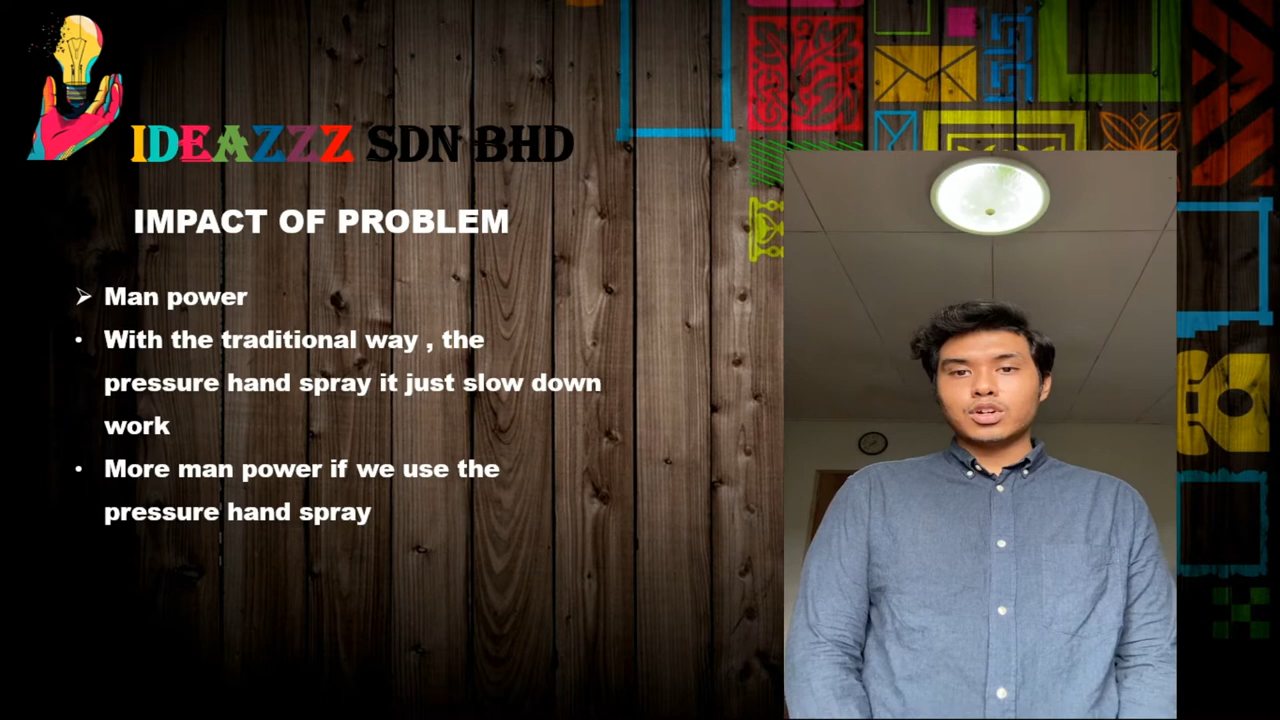 IDEAZZZ SDN BHD
IMPACT OF PROBLEM
➢ Man power
• With the traditional way , the
pressure hand spray it just slow down
work
• More man power if we use the
pressure hand spray